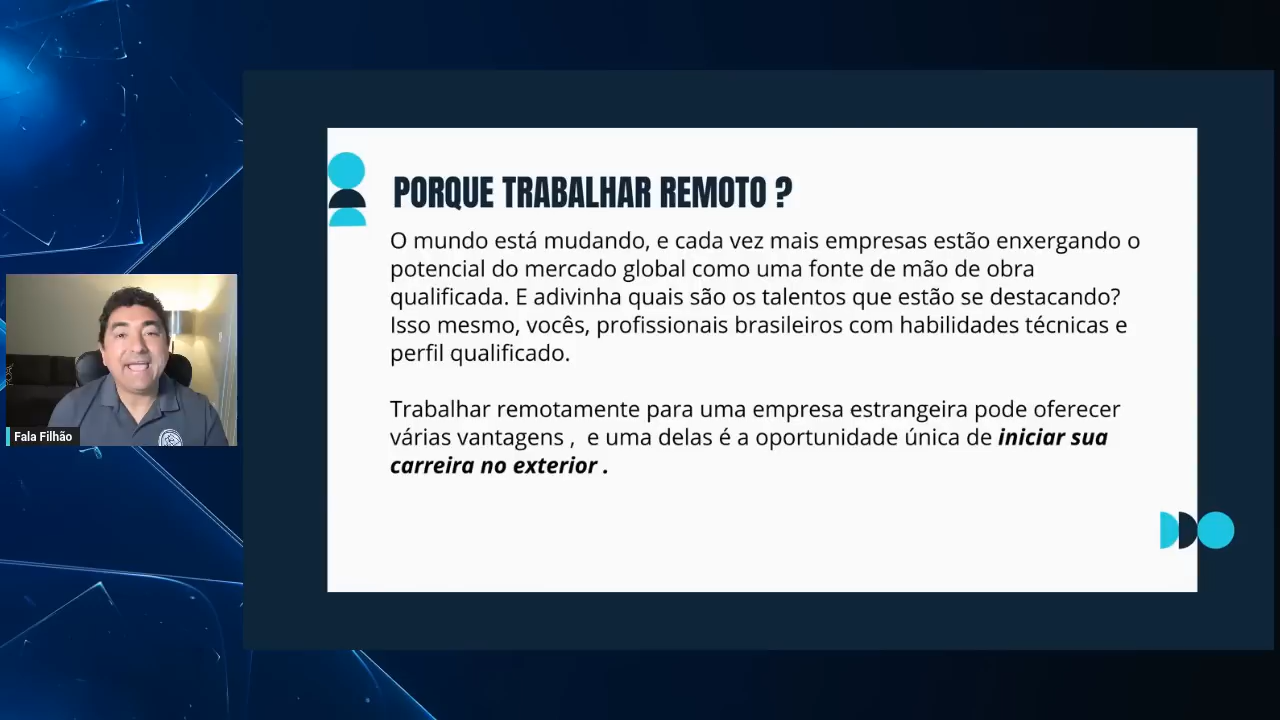 PORQUE TRABALHAR REMOTO ?
O mundo está mudando, e cada vez mais empresas estão enxergando o
potencial do mercado global como uma fonte de mão de obra
qualificada. E adivinha quais são os talentos que estão se destacando?
Isso mesmo, vocês, profissionais brasileiros com habilidades técnicas e
perfil qualificado.
Trabalhar remotamente para uma empresa estrangeira pode oferecer
várias vantagens ,  e uma delas é a oportunidade única de iniciar sua
carreira no exterior .
Fala Filhão